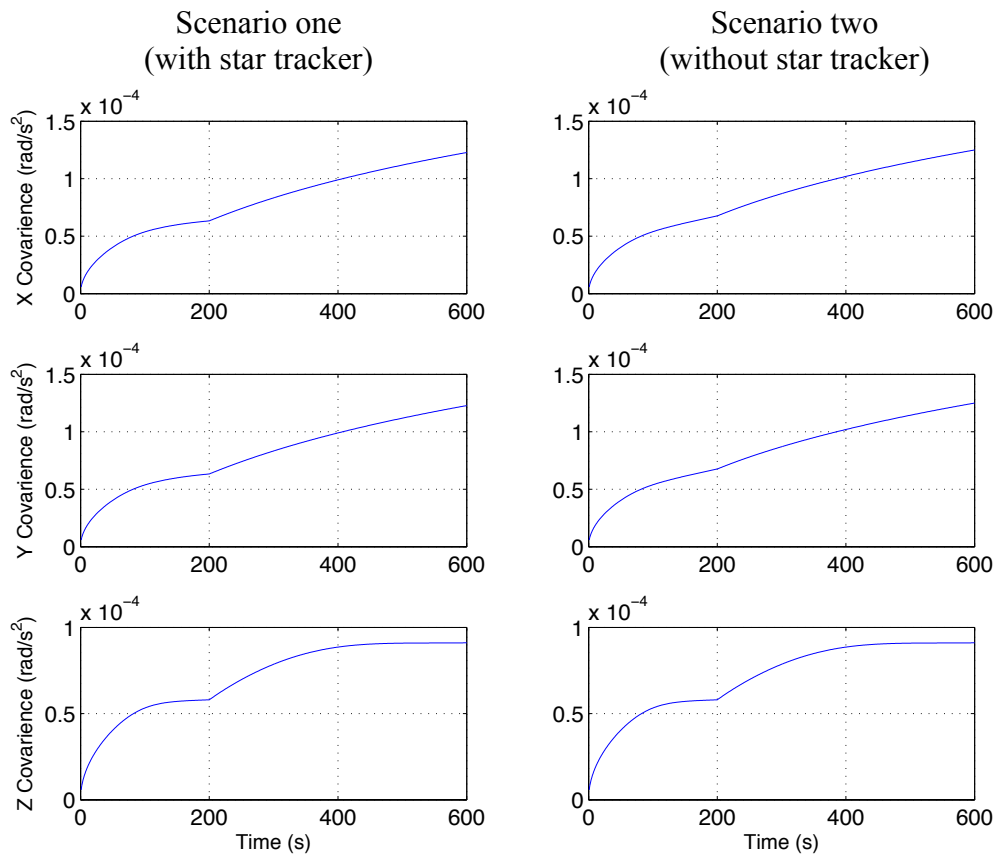 Scenario one
(with star tracker)
Scenario two
(without star tracker)
x 10⁻⁴
X Covarience (rad/s²)
1.5
1
0.5
0
0 200 400 600
x 10⁻⁴
1.5
1
0.5
0
0 200 400 600
x 10⁻⁴
Y Covarience (rad/s²)
1.5
1
0.5
0
0 200 400 600
x 10⁻⁴
1.5
1
0.5
0
0 200 400 600
x 10⁻⁴
Z Covarience (rad/s²)
1
0.5
0
0 200 400 600
Time (s)
x 10⁻⁴
1
0.5
0
0 200 400 600
Time (s)